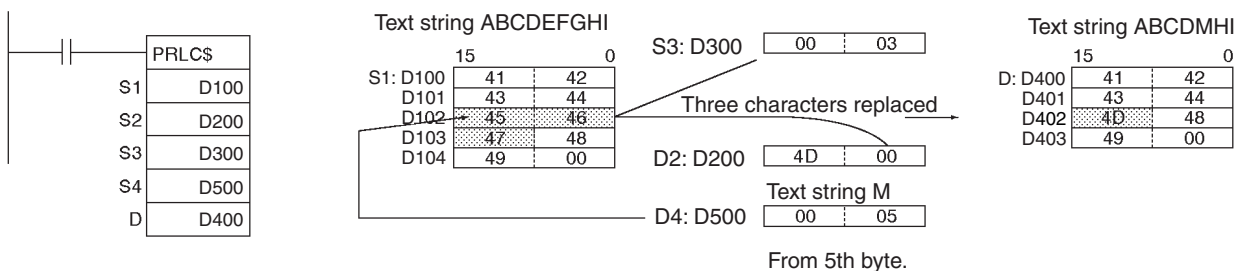 PRLC$
S1 D100
S2 D200
S3 D300
S4 D500
D D400
Text string ABCDEFGHI
15 0
S1: D100 41 42
D101 43 44
D102 45 46
D103 47 48
D104 49 00
S3: D300 00 03
Three characters replaced
D2: D200 4D 00
Text string M
D4: D500 00 05
From 5th byte.
Text string ABCDMHI
15 0
D: D400 41 42
D401 43 44
D402 4D 48
D403 49 00